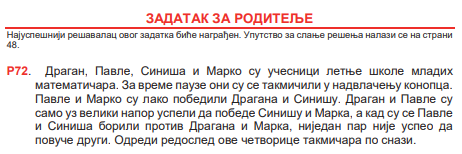 ЗАДАТАК ЗА РОДИТЕЉЕ
Најуспешнији решавалац овог задатка биће награђен. Упутство за слање решења налази се на страни
48.
Р72. Драган, Павле, Синиша и Марко су учесници летње школе младих
математичара. За време паузе они су се такмичили у надвлачењу конопца.
Павле и Марко су лако победили Драгана и Синишу. Драган и Павле су
само уз велики напор успели да победе Синишу и Марка, а кад су се Павле
и Синиша борили против Драгана и Марка, ниједан пар није успео да
повуче други. Одреди редослед ове четворице такмичара по снази.